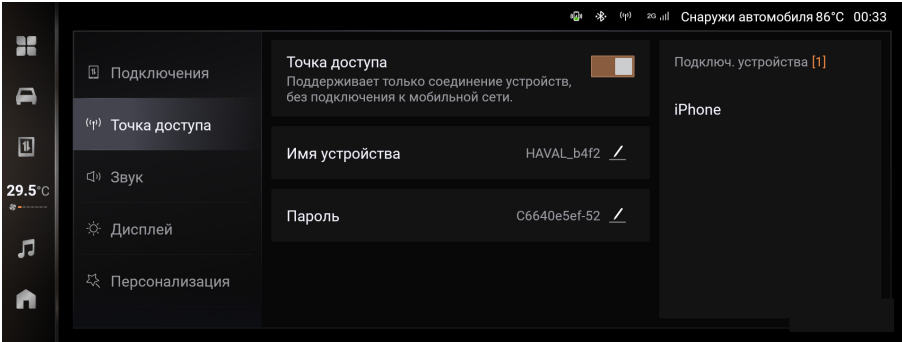 2G Снаружи автомобиля 86°C 00:33
29.5°C
Подключения
Точка доступа
Звук
Дисплей
Персонализация
Точка доступа
Поддерживает только соединение устройств,
без подключения к мобильной сети.
Имя устройства HAVAL_b4f2
Пароль C6640e5ef-52
Подключ. устройства [1]
iPhone